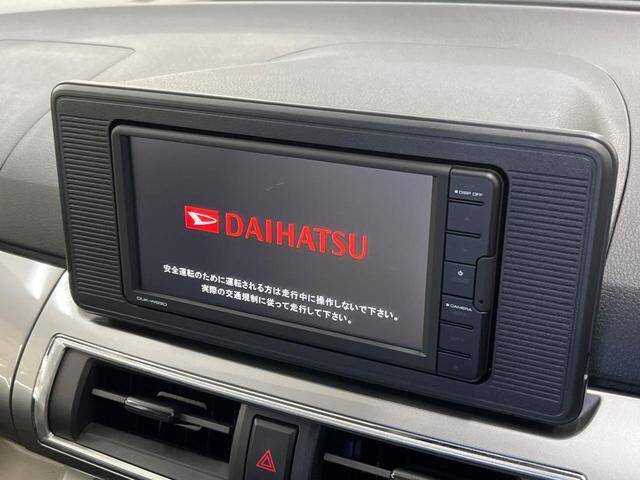 DISP OFF
DAIHATSU
安全運転のために運転される方は走行中に操作しないで下さい。
実際の交通規制に従って走行して下さい。
CAMERA